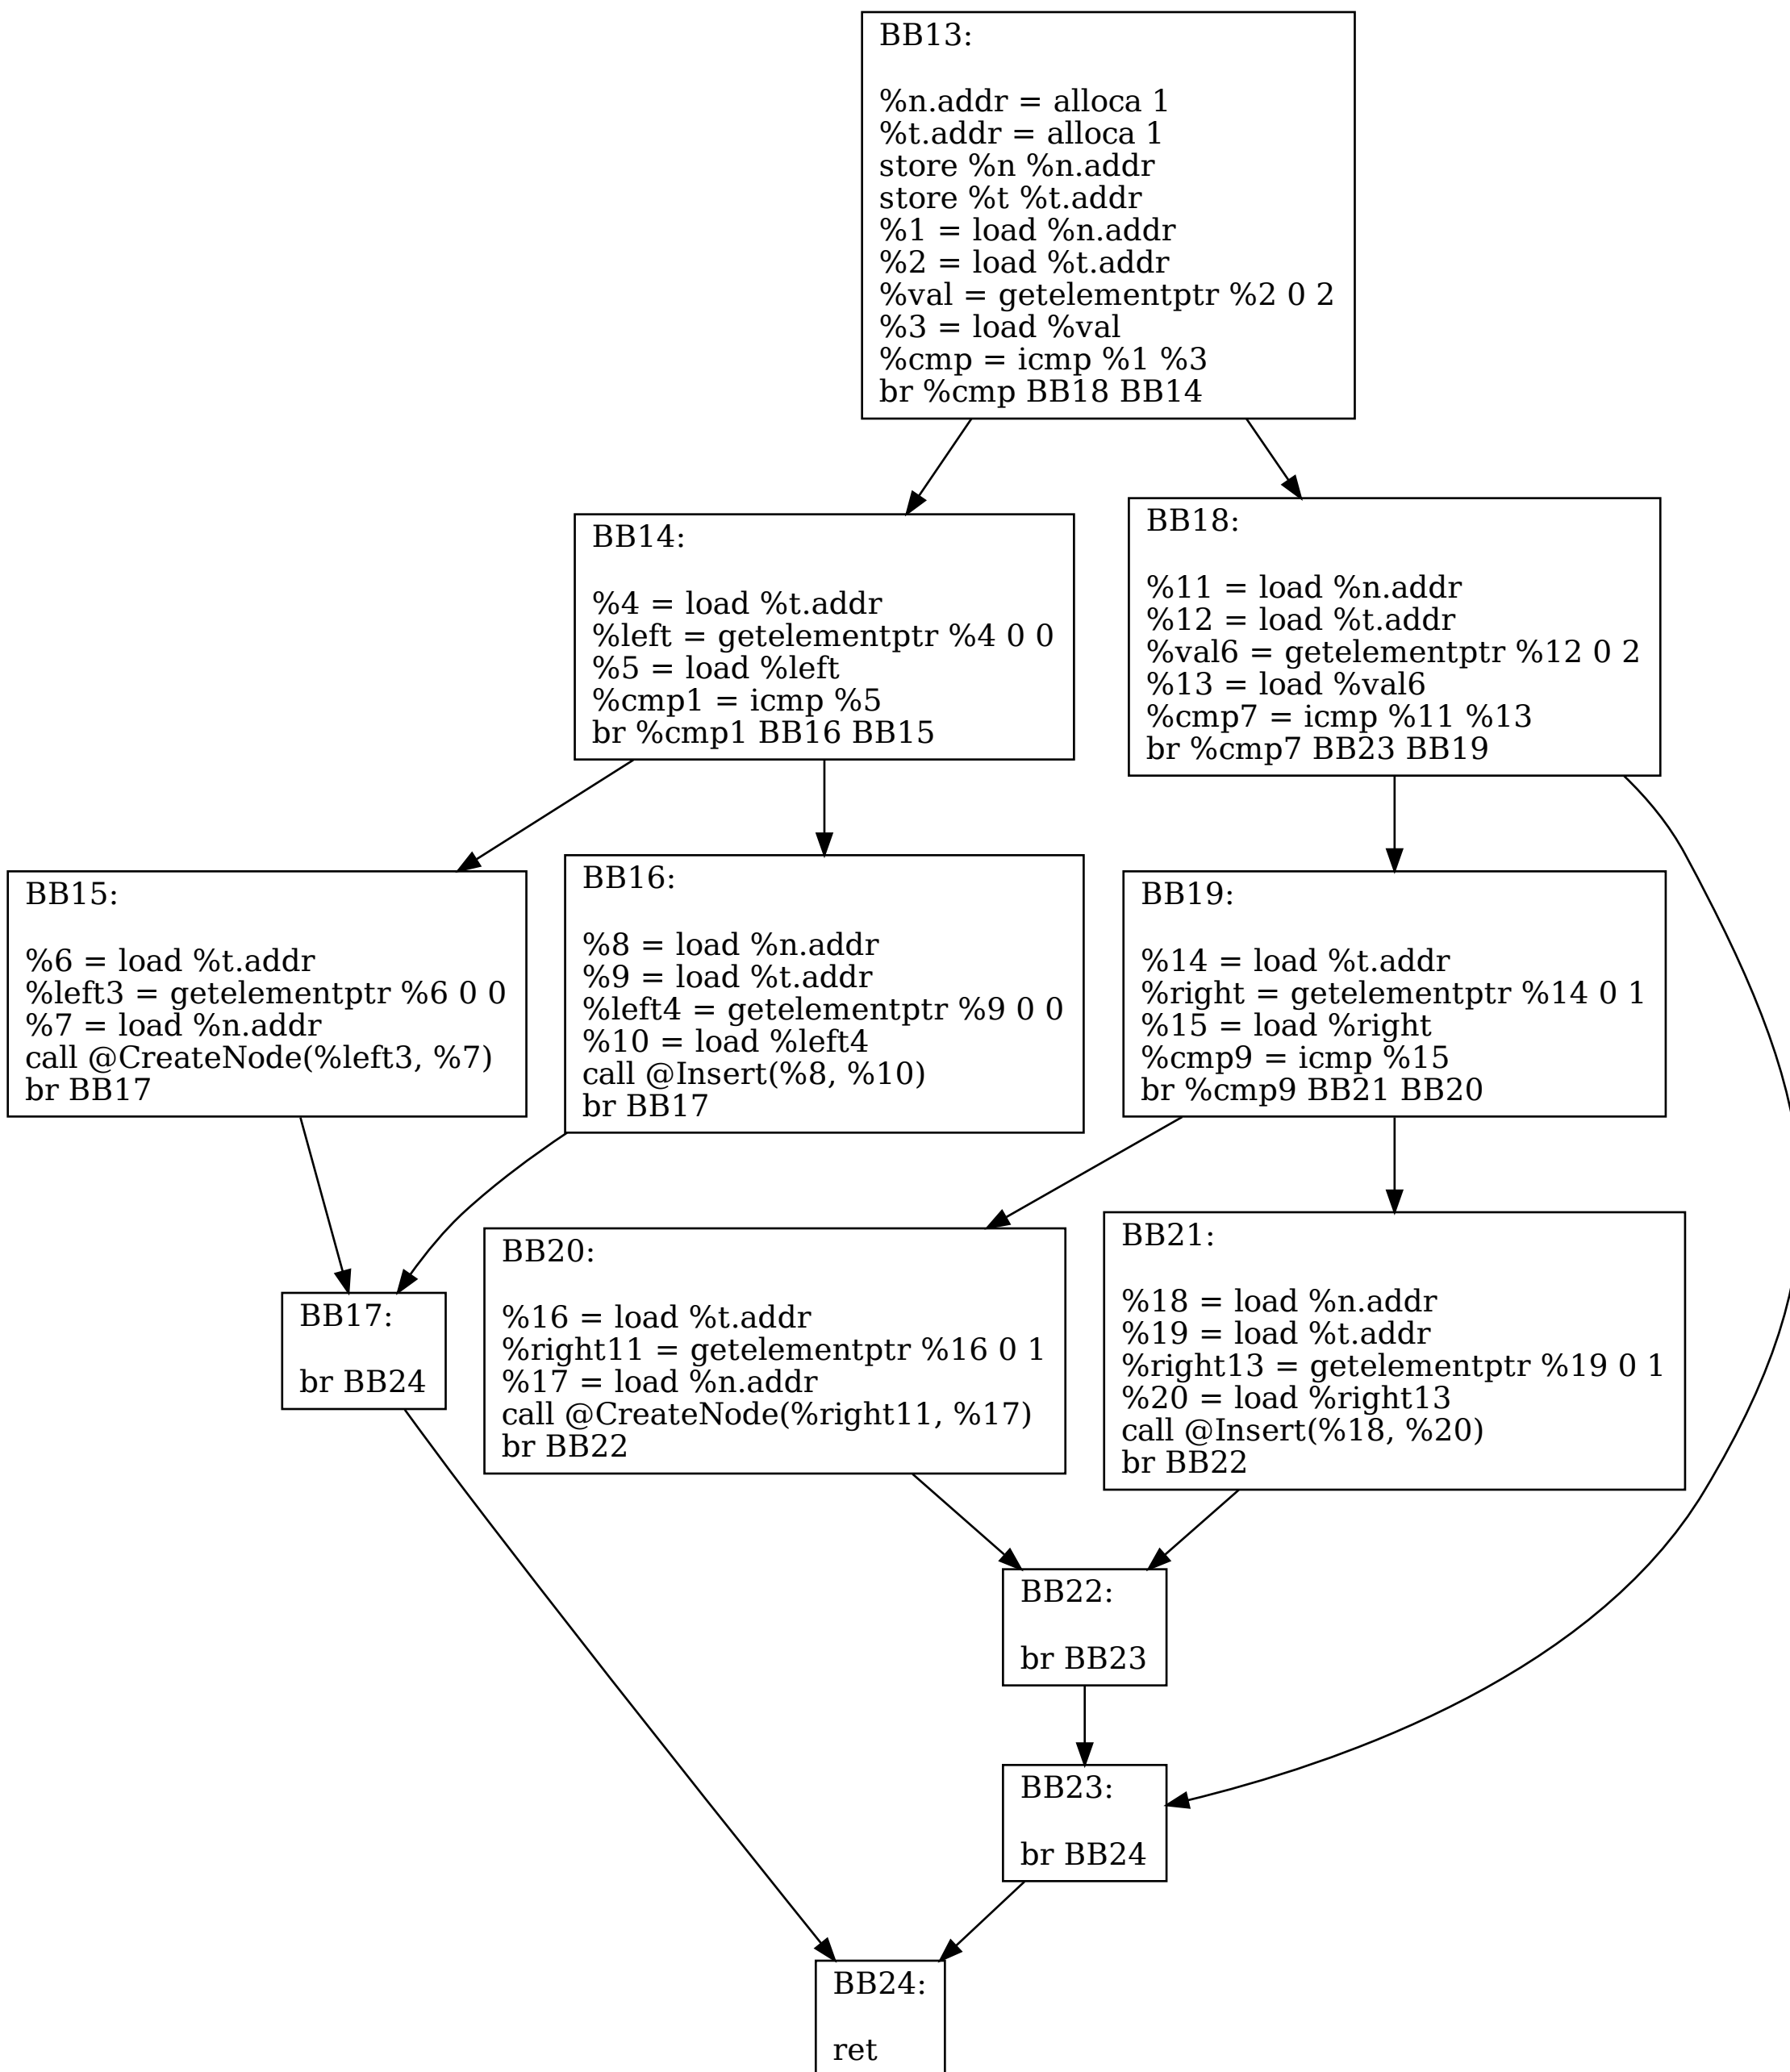 BB13:
%n.addr = alloca 1
%t.addr = alloca 1
store %n %n.addr
store %t %t.addr
%1 = load %n.addr
%2 = load %t.addr
%val = getelementptr %2 0 2
%3 = load %val
%cmp = icmp %1 %3
br %cmp BB18 BB14
BB14:
%4 = load %t.addr
%left = getelementptr %4 0 0
%5 = load %left
%cmp1 = icmp %5
br %cmp1 BB16 BB15
BB18:
%11 = load %n.addr
%12 = load %t.addr
%val6 = getelementptr %12 0 2
%13 = load %val6
%cmp7 = icmp %11 %13
br %cmp7 BB23 BB19
BB15:
%6 = load %t.addr
%left3 = getelementptr %6 0 0
%7 = load %n.addr
call @CreateNode(%left3, %7)
br BB17
BB16:
%8 = load %n.addr
%9 = load %t.addr
%left4 = getelementptr %9 0 0
%10 = load %left4
call @Insert(%8, %10)
br BB17
BB19:
%14 = load %t.addr
%right = getelementptr %14 0 1
%15 = load %right
%cmp9 = icmp %15
br %cmp9 BB21 BB20
BB17:
br BB24
BB20:
%16 = load %t.addr
%right11 = getelementptr %16 0 1
%17 = load %n.addr
call @CreateNode(%right11, %17)
br BB22
BB21:
%18 = load %n.addr
%19 = load %t.addr
%right13 = getelementptr %19 0 1
%20 = load %right13
call @Insert(%18, %20)
br BB22
BB22:
br BB23
BB23:
br BB24
BB24:
ret